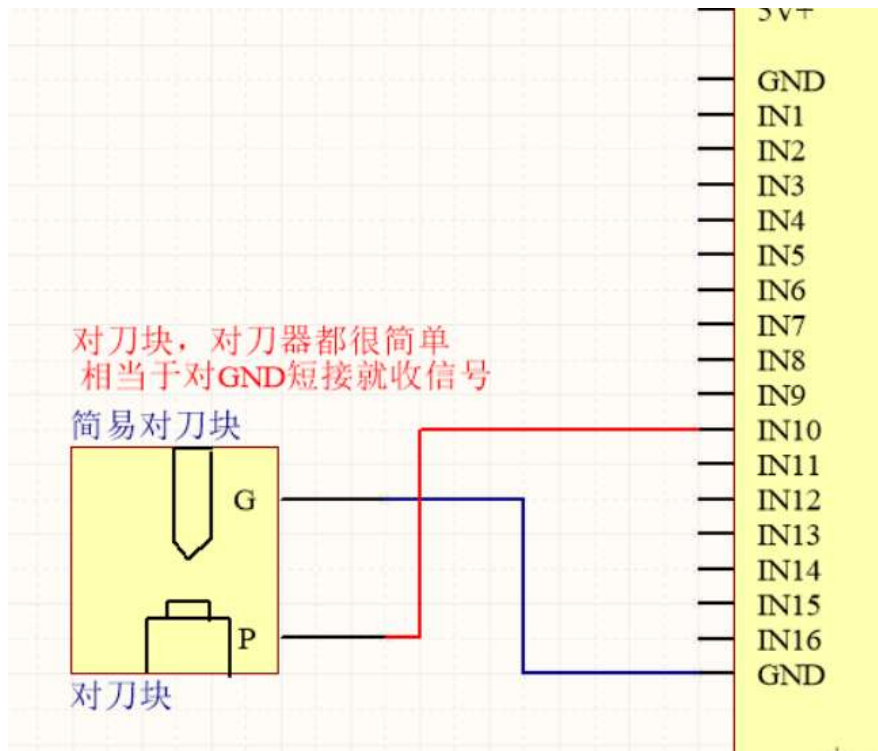 5V+
GND
IN1
IN2
IN3
IN4
IN5
IN6
IN7
IN8
IN9
IN10
IN11
IN12
IN13
IN14
IN15
IN16
GND
对刀块，对刀器都很简单
相当于对GND短接就收信号
简易对刀块
G
P
对刀块